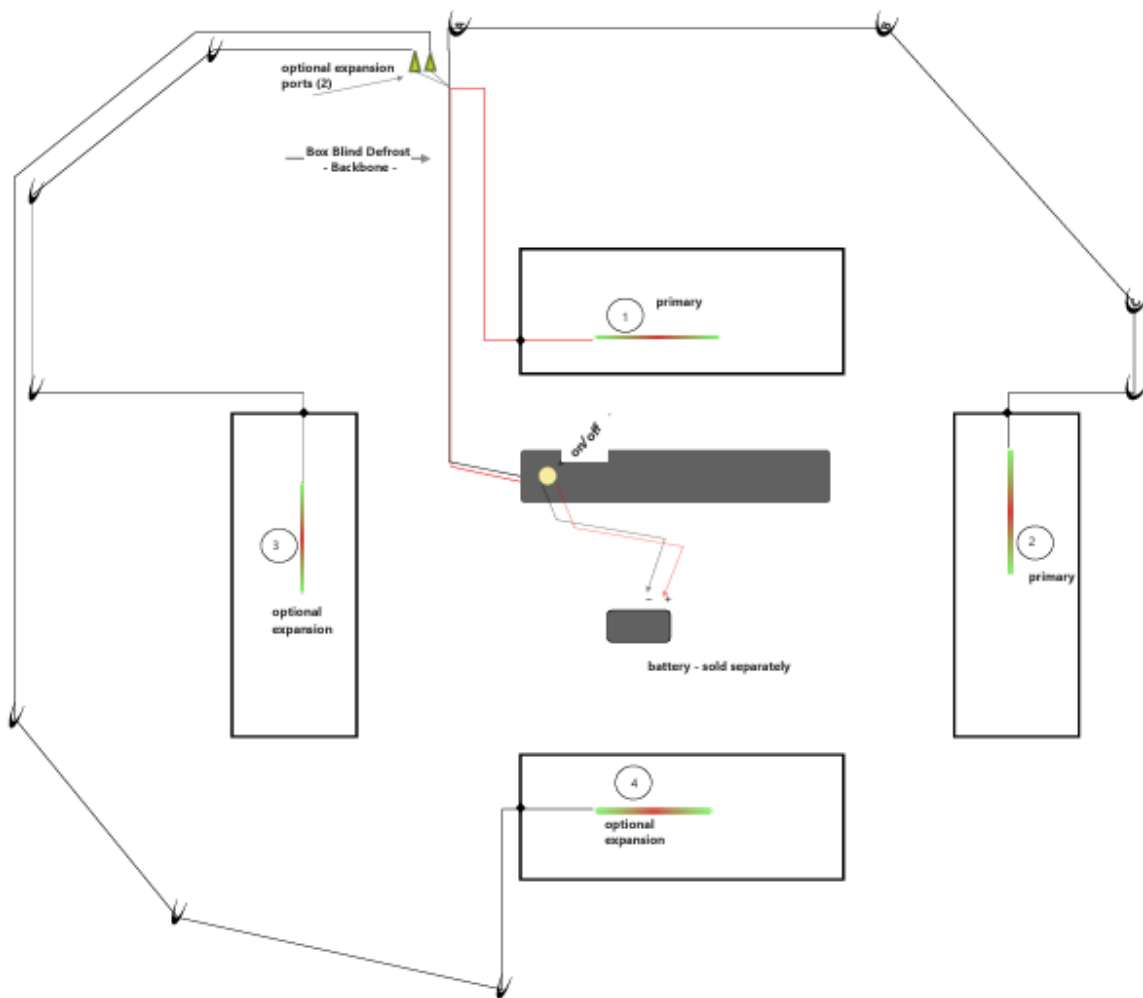 A
B
optional expansion
ports (2)
Box Blind Defrost
- Backbone -
C
1
primary
on/off
3
optional
expansion
2
primary
- +
battery - sold separately
4
optional
expansion